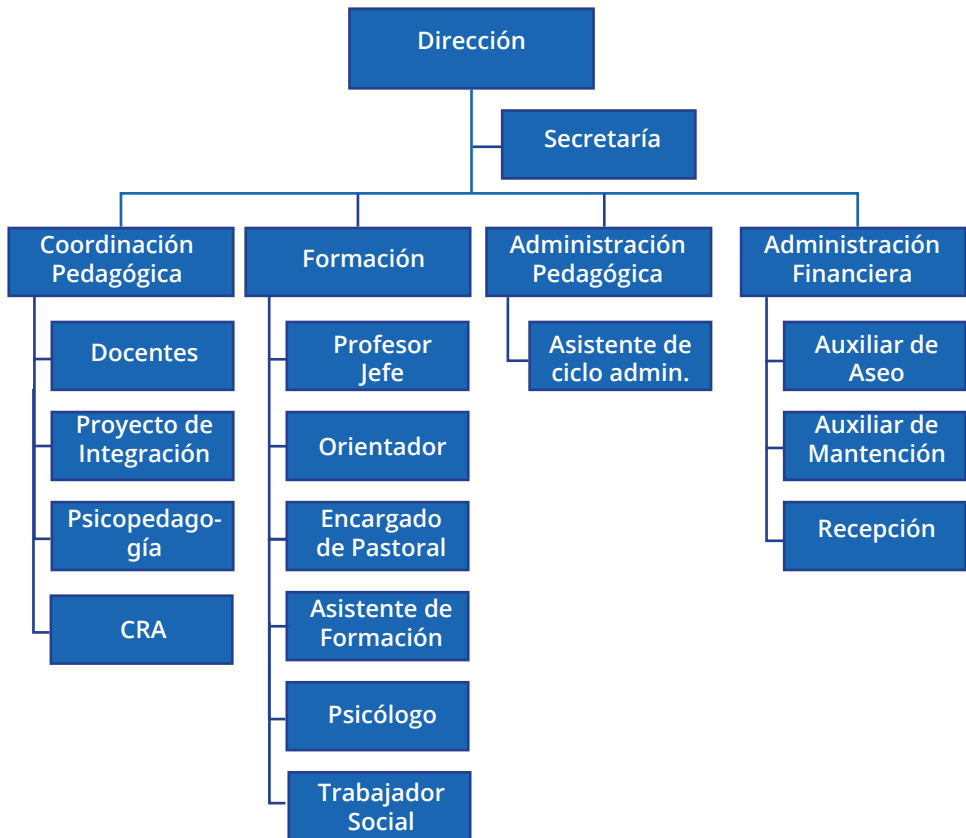 Dirección
Secretaría
Coordinación
Pedagógica
Formación
Administración
Pedagógica
Administración
Financiera
Docentes
Proyecto de
Integración
Psicopedago-
gía
CRA
Profesor
Jefe
Orientador
Encargado
de Pastoral
Asistente de
Formación
Psicólogo
Trabajador
Social
Asistente de
ciclo admin.
Auxiliar de
Aseo
Auxiliar de
Mantención
Recepción